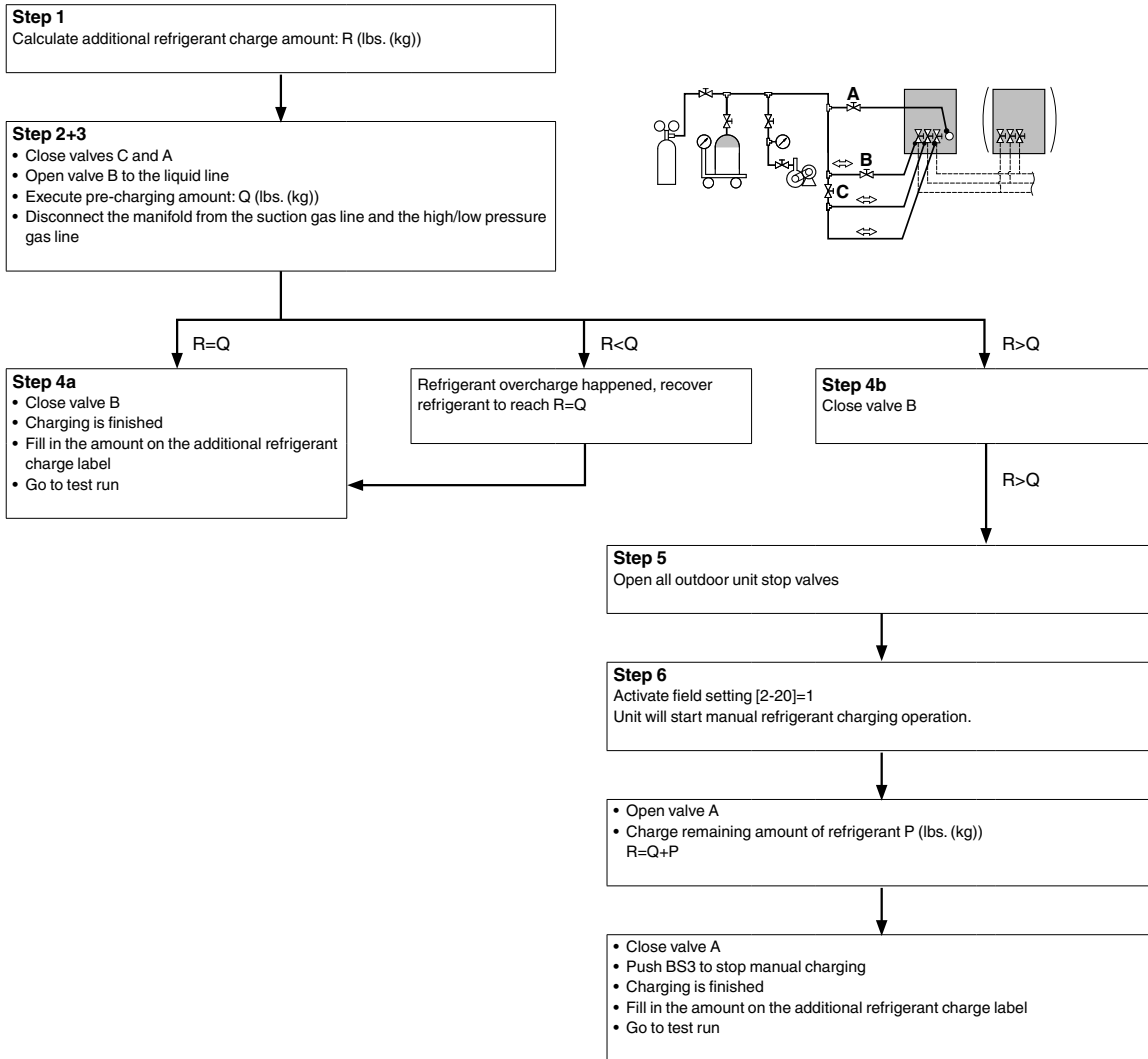 Step 1
Calculate additional refrigerant charge amount: R (lbs. (kg))
A
B
C
Step 2+3
• Close valves C and A
• Open valve B to the liquid line
• Execute pre-charging amount: Q (lbs. (kg))
• Disconnect the manifold from the suction gas line and the high/low pressure
gas line
R=Q
R<Q
R>Q
Step 4a
• Close valve B
• Charging is finished
• Fill in the amount on the additional refrigerant
charge label
• Go to test run
Refrigerant overcharge happened, recover
refrigerant to reach R=Q
Step 4b
Close valve B
R>Q
Step 5
Open all outdoor unit stop valves
Step 6
Activate field setting [2-20]=1
Unit will start manual refrigerant charging operation.
• Open valve A
• Charge remaining amount of refrigerant P (lbs. (kg))
R=Q+P
• Close valve A
• Push BS3 to stop manual charging
• Charging is finished
• Fill in the amount on the additional refrigerant charge label
• Go to test run